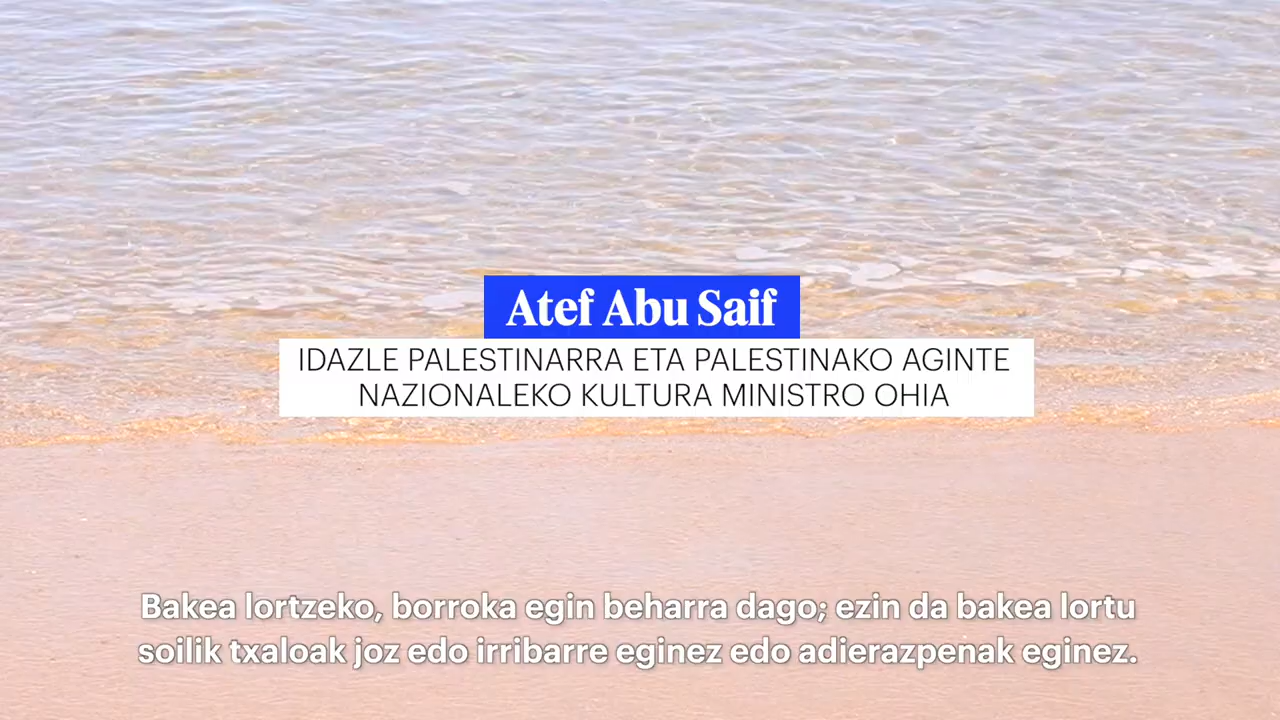 Atef Abu Saif
IDAZLE PALESTINARRA ETA PALESTINAKO AGINTE
NAZIONALEKO KULTURA MINISTRO OHIA
Bakea lortzeko, borroka egin beharra dago; ezin da bakea lortu
soilik txaloak joz edo irribarre eginez edo adierazpenak eginez.